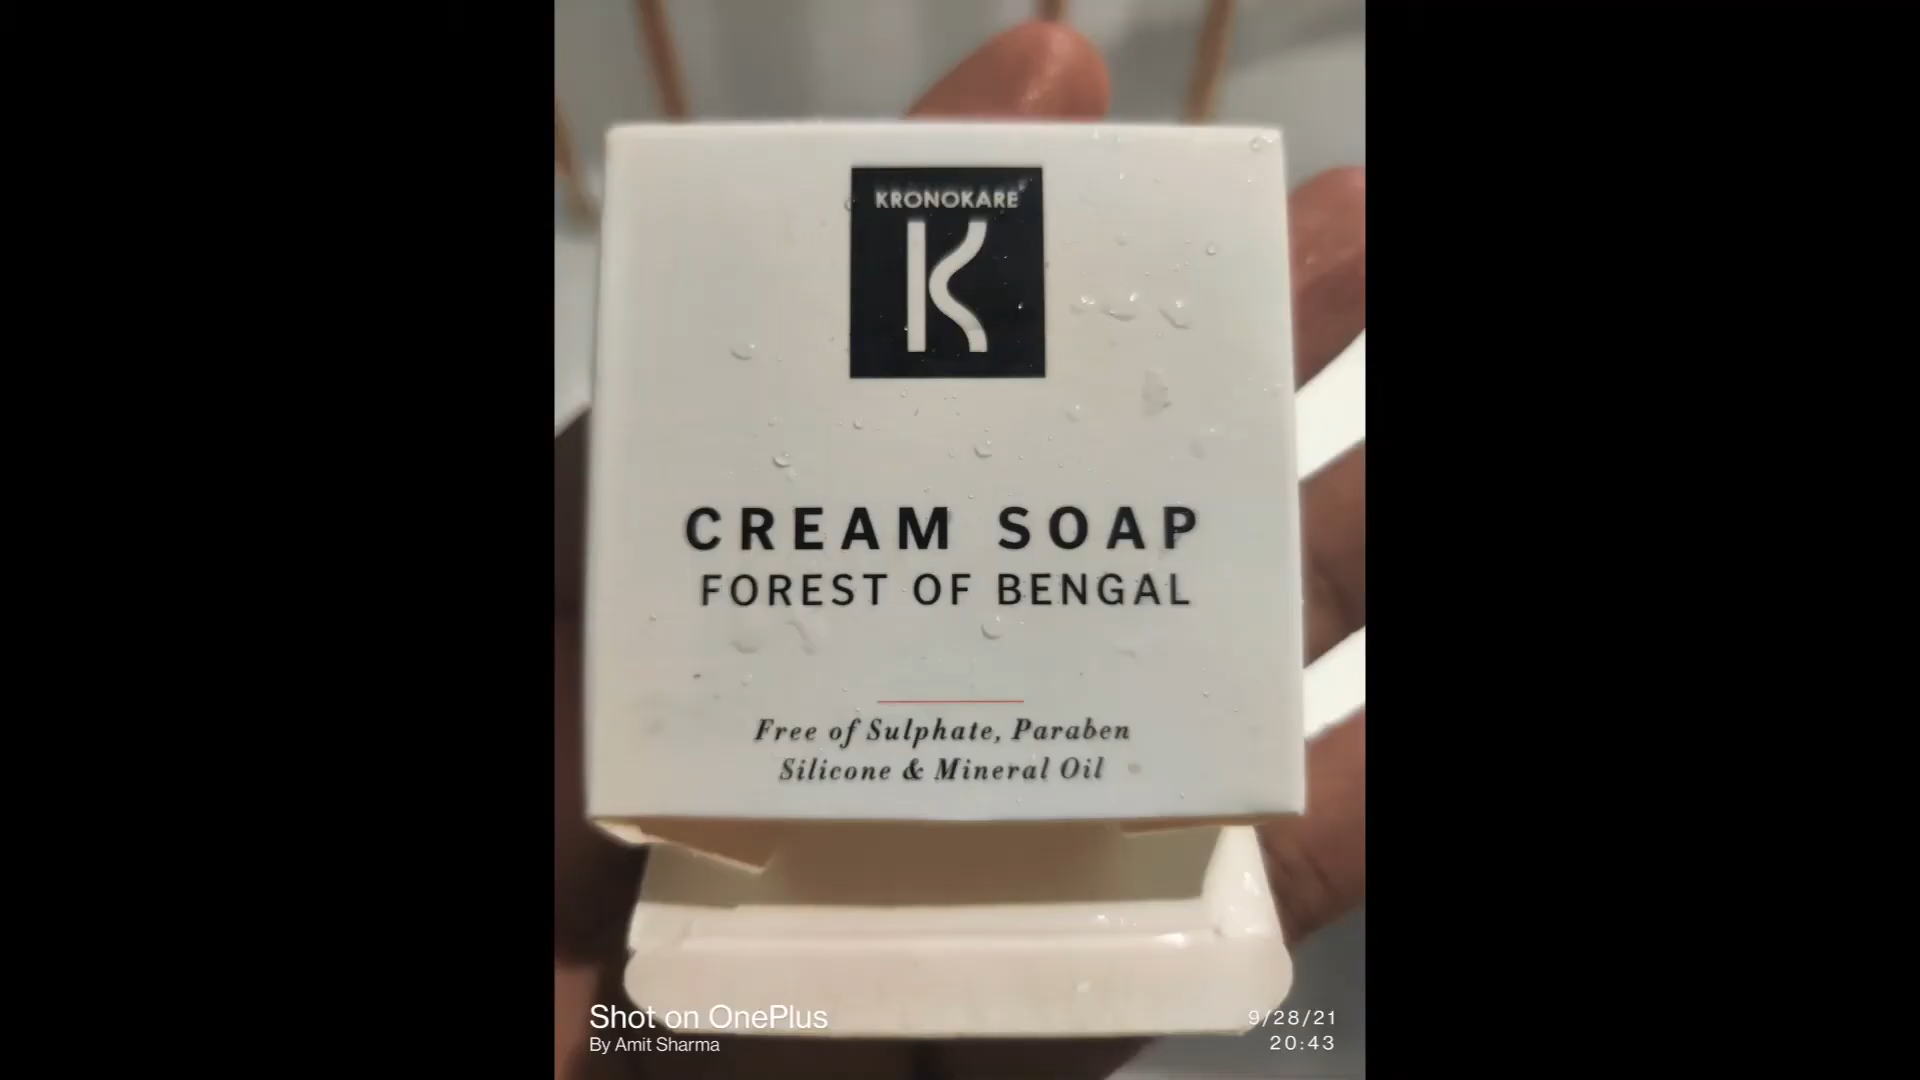 KRONOKARE
K
CREAM SOAP
FOREST OF BENGAL
Free of Sulphate, Paraben
Silicone & Mineral Oil
Shot on OnePlus
By Amit Sharma
9/28/21
20:43